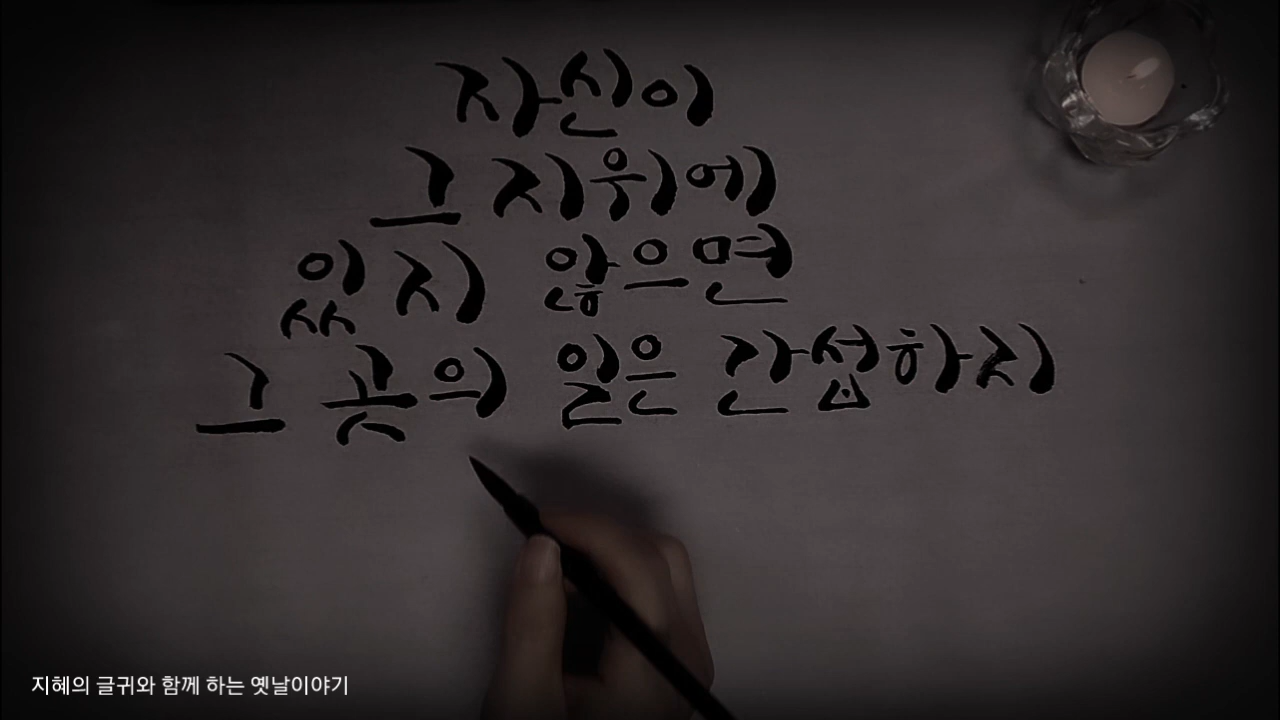 자신이
그 지위에
있지 않으면
그 곳의 일은 간섭하지
지혜의 글귀와 함께 하는 옛날이야기